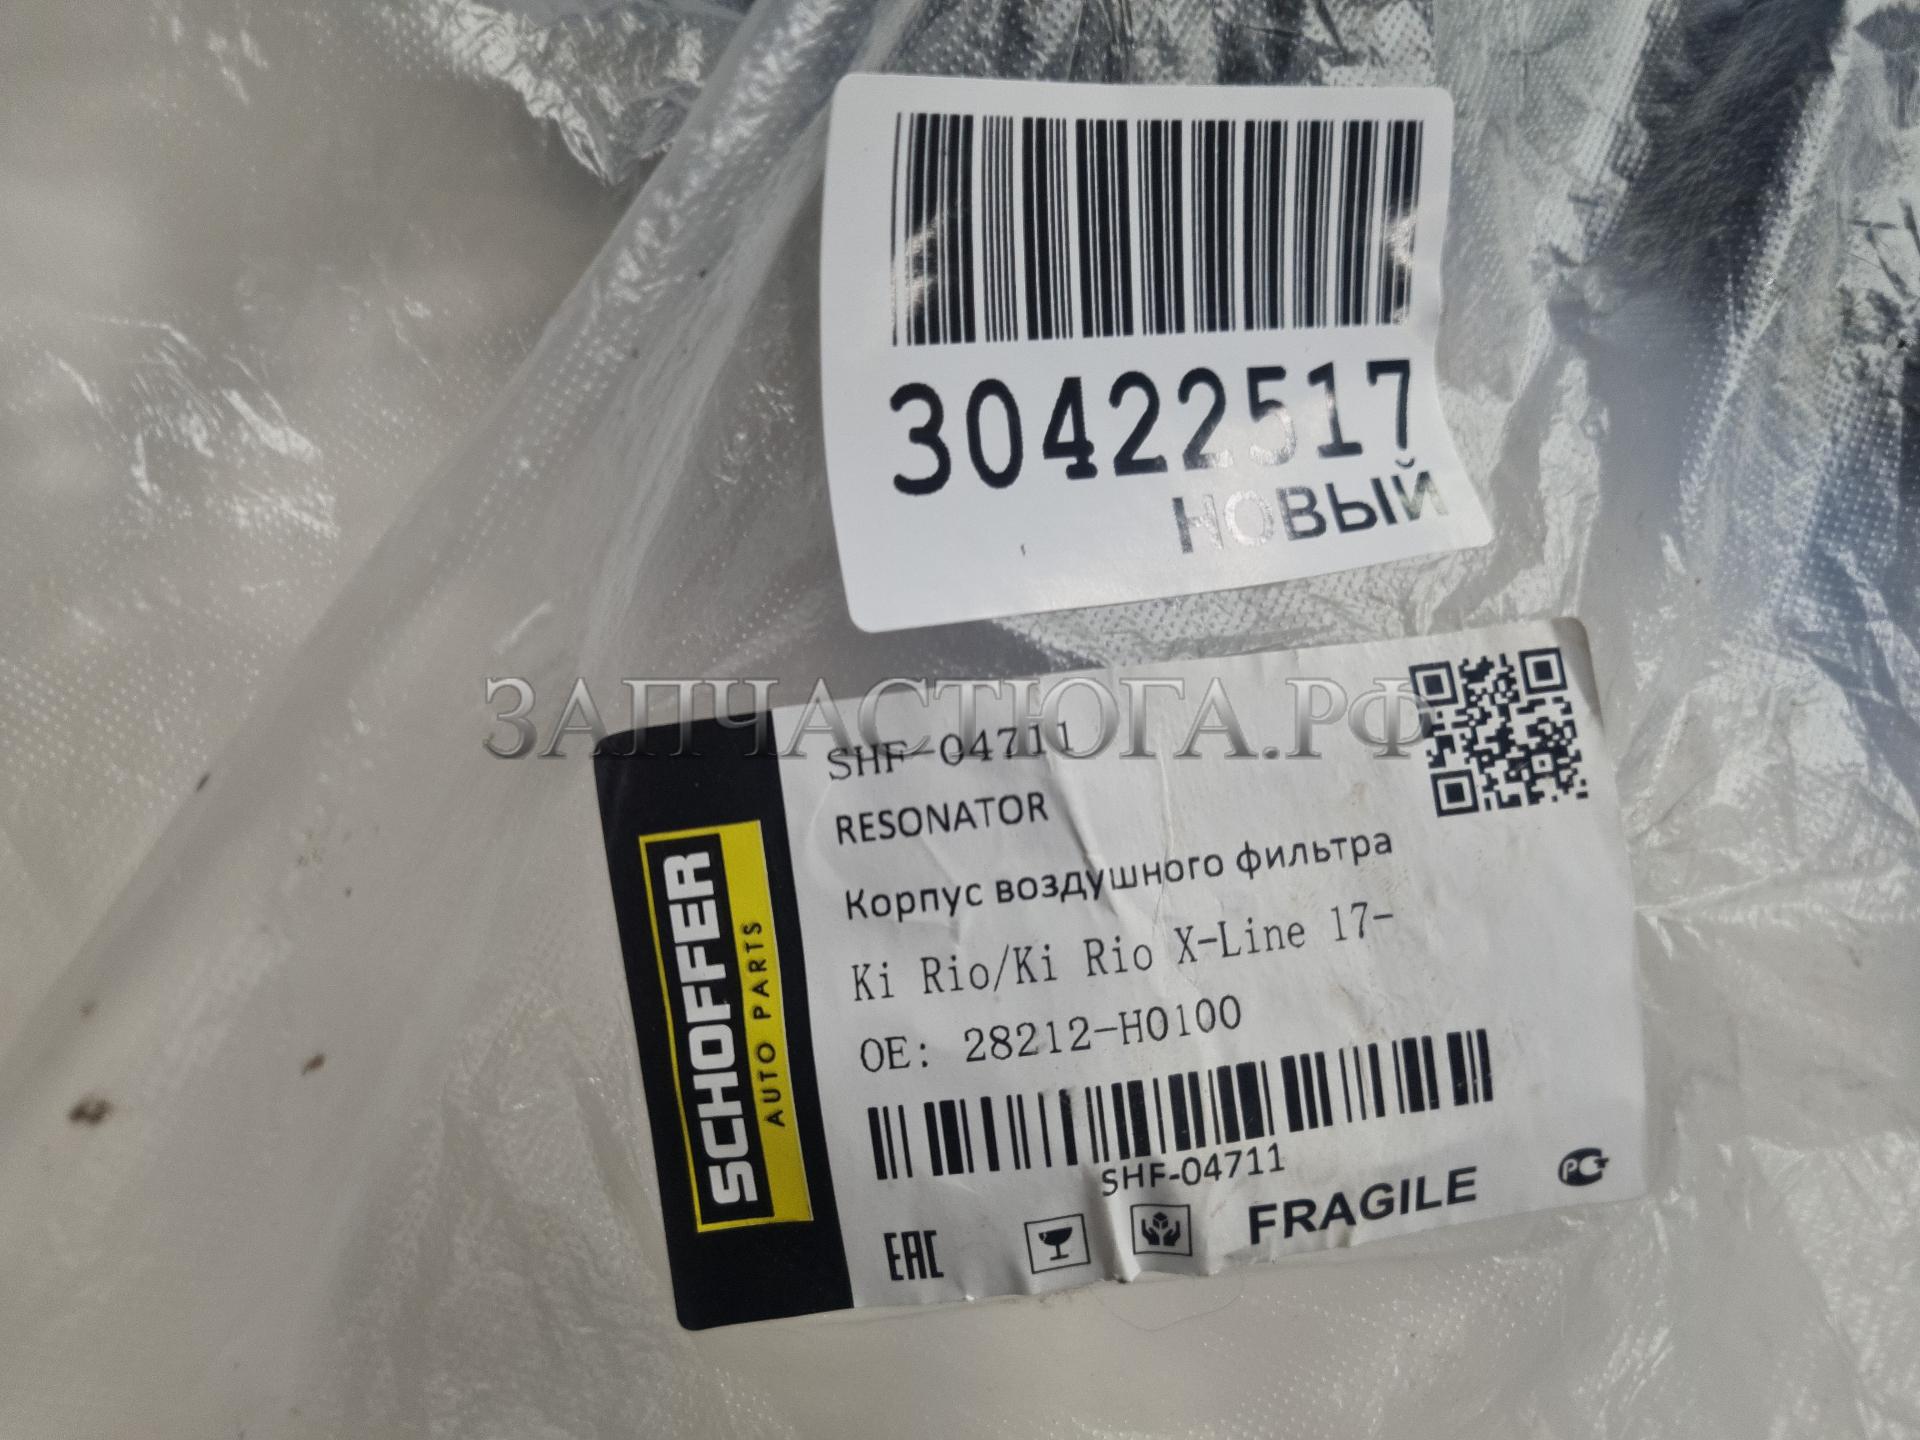 30422517
НОВЫЙ
ЗАПЧАСТЮГА.РФ
SHF-04711
RESONATOR
Корпус воздушного фильтра
Ki Rio/Ki Rio X-Line 17-
OE: 28212-H0100
SHF-04711
EAC
FRAGILE
РС
SCHOFFER
AUTO PARTS